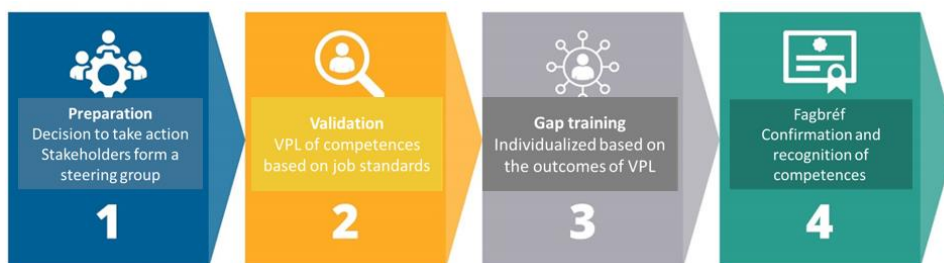 Preparation
Decision to take action
Stakeholders form a
steering group
1
Validation
VPL of competences
based on job standards
2
Gap training
Individualized based on
the outcomes of VPL
3
Fagbréf
Confirmation and
recognition of
competences
4